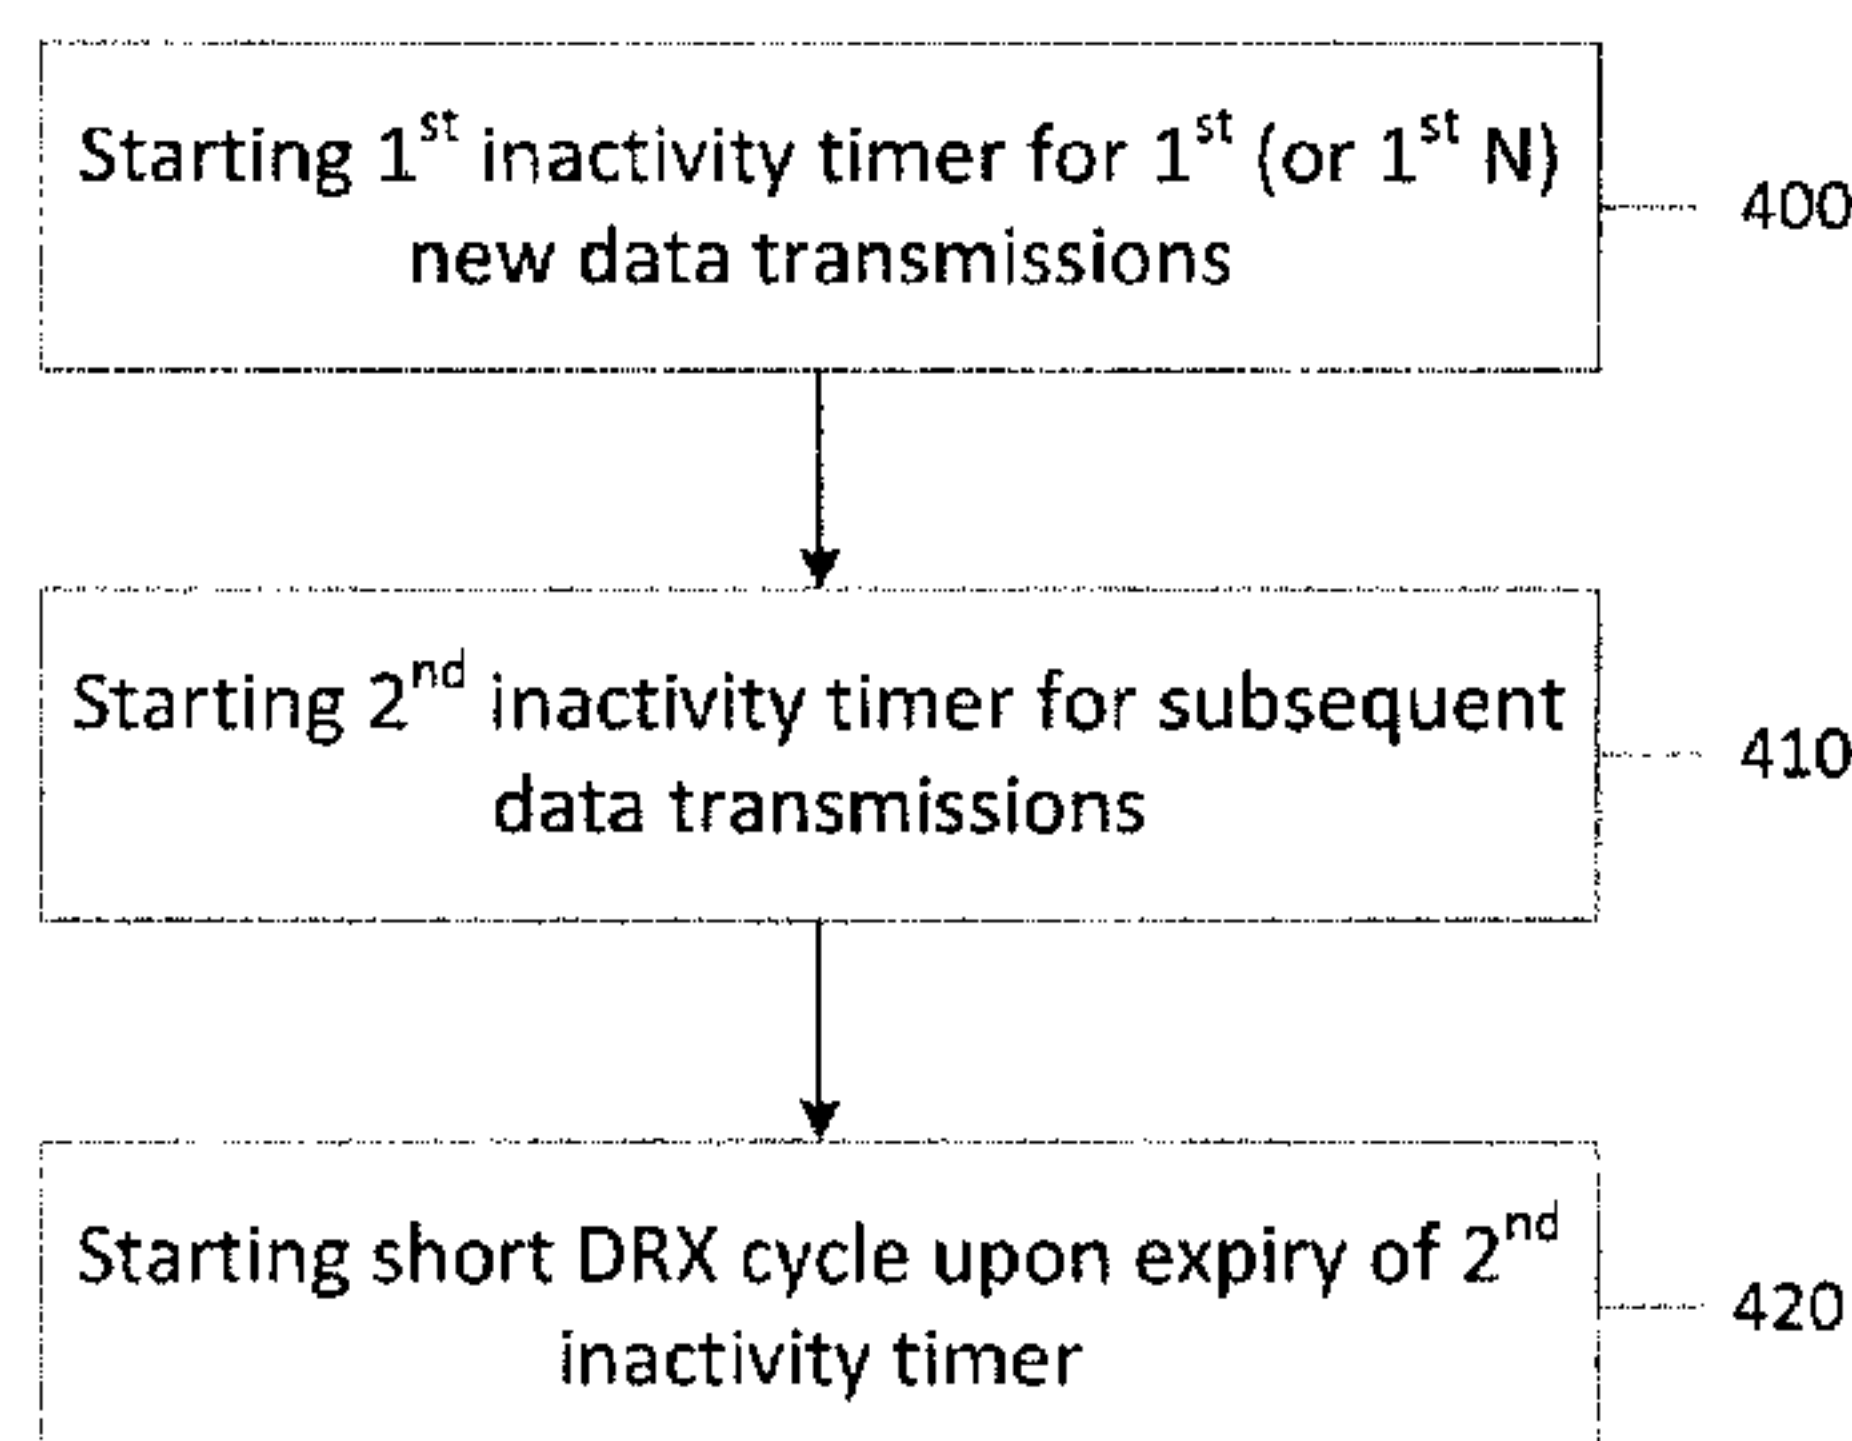 Starting 1st inactivity timer for 1st (or 1st N)
new data transmissions
400
Starting 2nd inactivity timer for subsequent
data transmissions
410
Starting short DRX cycle upon expiry of 2nd
inactivity timer
420